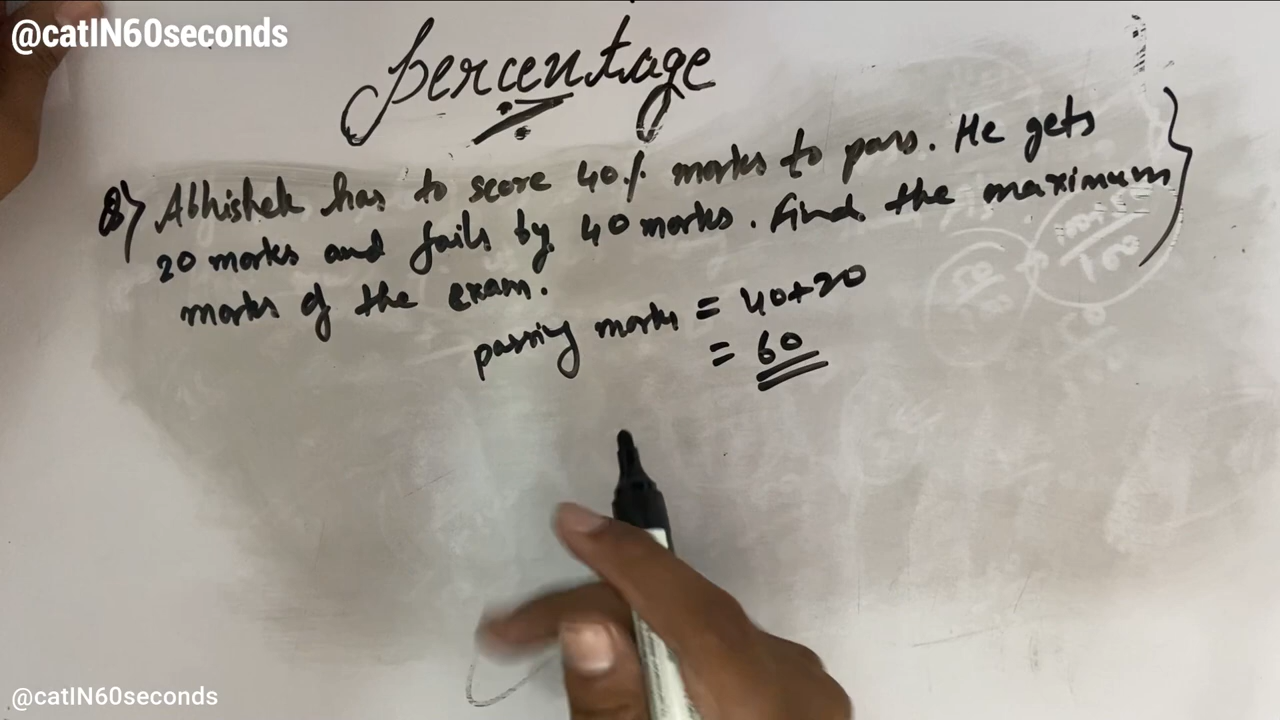 @catIN60seconds
Percentage
Q) Abhishek has to score 40% marks to pass. He gets
20 marks and fails by 40 marks. Find the maximum
marks of the exam.
passing marks = 40+20
= 60
@catIN60seconds